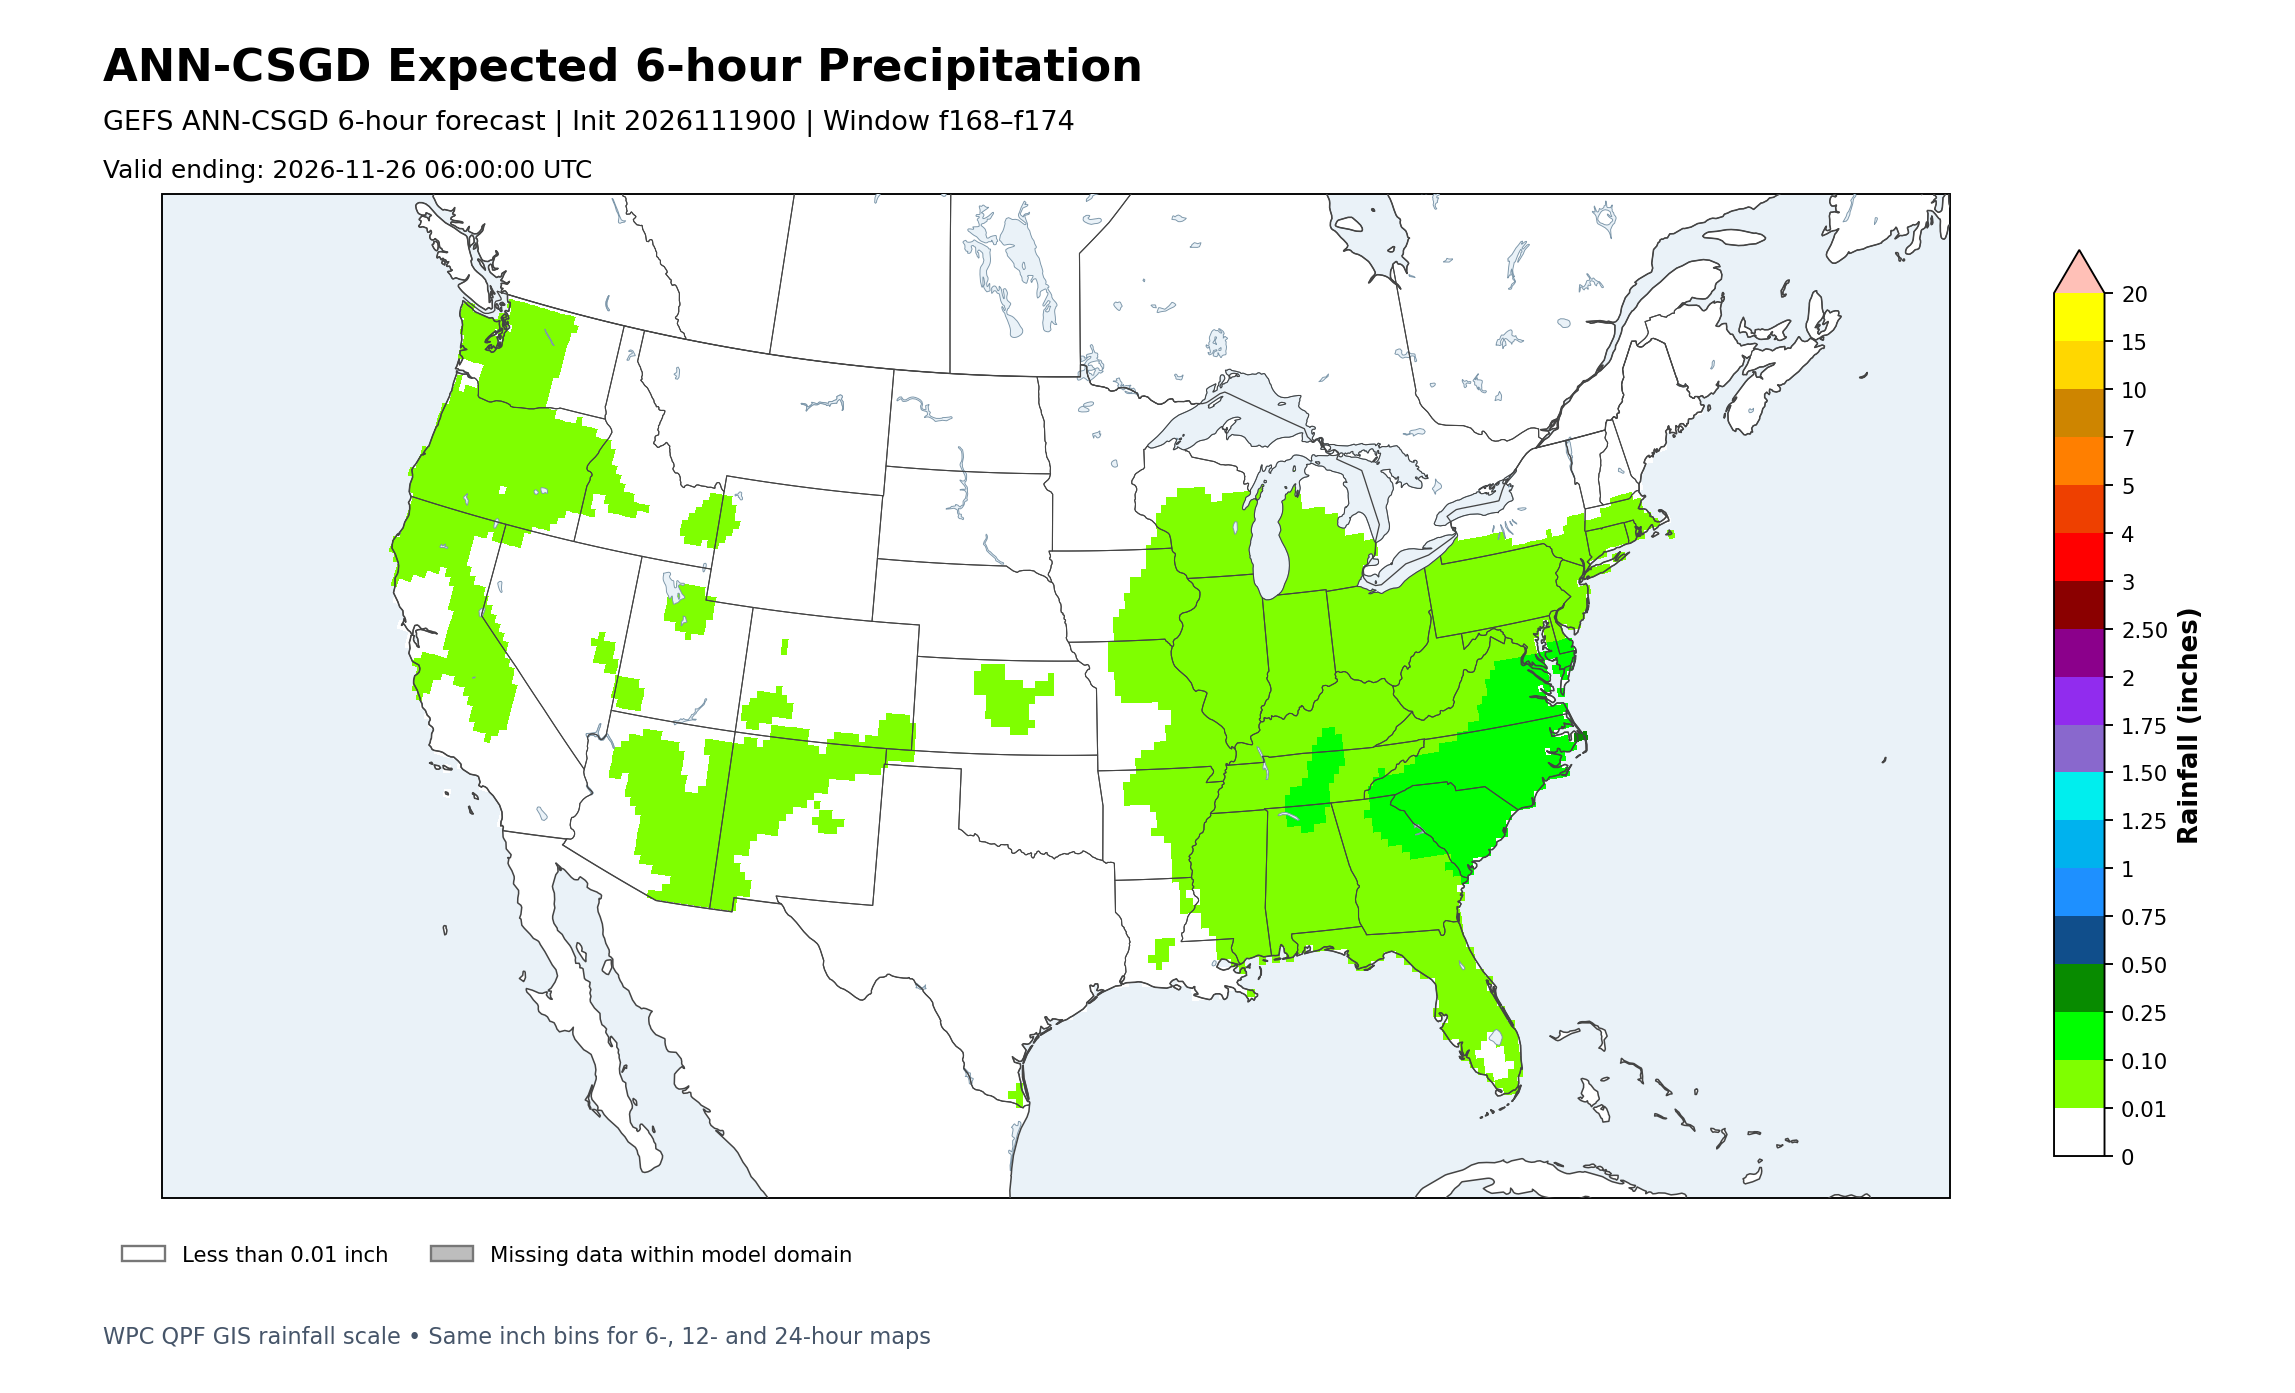 ANN-CSGD Expected 6-hour Precipitation
GEFS ANN-CSGD 6-hour forecast | Init 2026111900 | Window f168–f174
Valid ending: 2026-11-26 06:00:00 UTC
20
15
10
7
5
4
3
2.50
2
1.75
1.50
1.25
1
0.75
0.50
0.25
0.10
0.01
0
Rainfall (inches)
Less than 0.01 inch
Missing data within model domain
WPC QPF GIS rainfall scale • Same inch bins for 6-, 12- and 24-hour maps